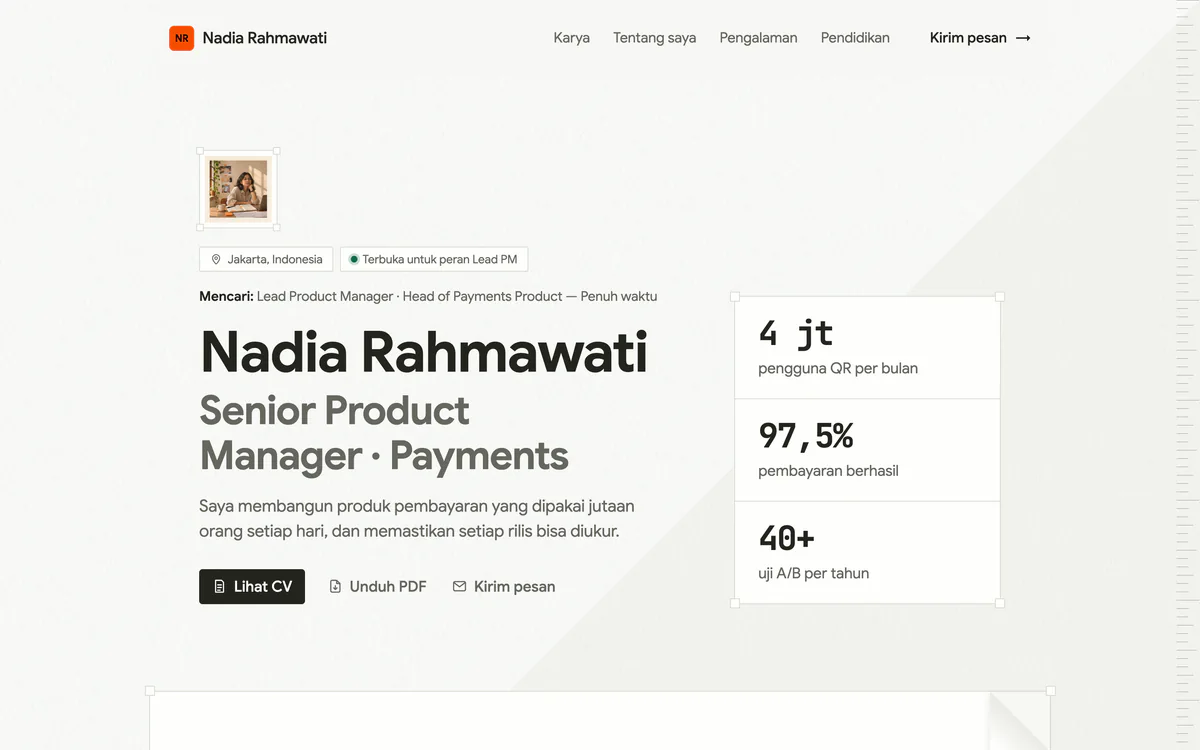 NR Nadia Rahmawati
Karya Tentang saya Pengalaman Pendidikan Kirim pesan →
Jakarta, Indonesia
Terbuka untuk peran Lead PM
Mencari: Lead Product Manager · Head of Payments Product — Penuh waktu
Nadia Rahmawati
Senior Product
Manager · Payments
Saya membangun produk pembayaran yang dipakai jutaan
orang setiap hari, dan memastikan setiap rilis bisa diukur.
Lihat CV
Unduh PDF
Kirim pesan
4 jt
pengguna QR per bulan
97,5%
pembayaran berhasil
40+
uji A/B per tahun